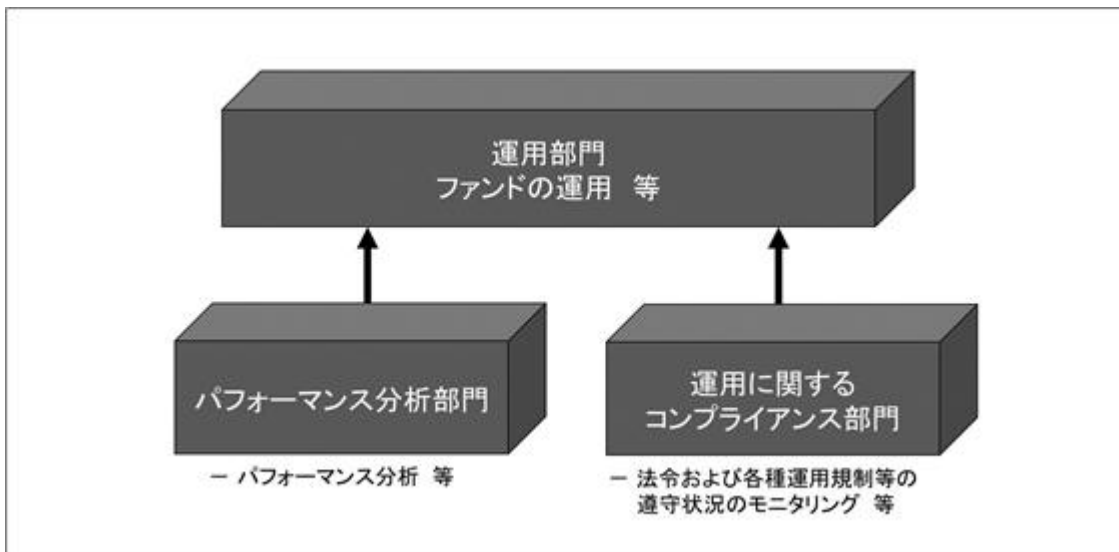 運用部門
ファンドの運用 等
パフォーマンス分析部門
運用に関する
コンプライアンス部門
− パフォーマンス分析 等
− 法令および各種運用規制等の
遵守状況のモニタリング 等